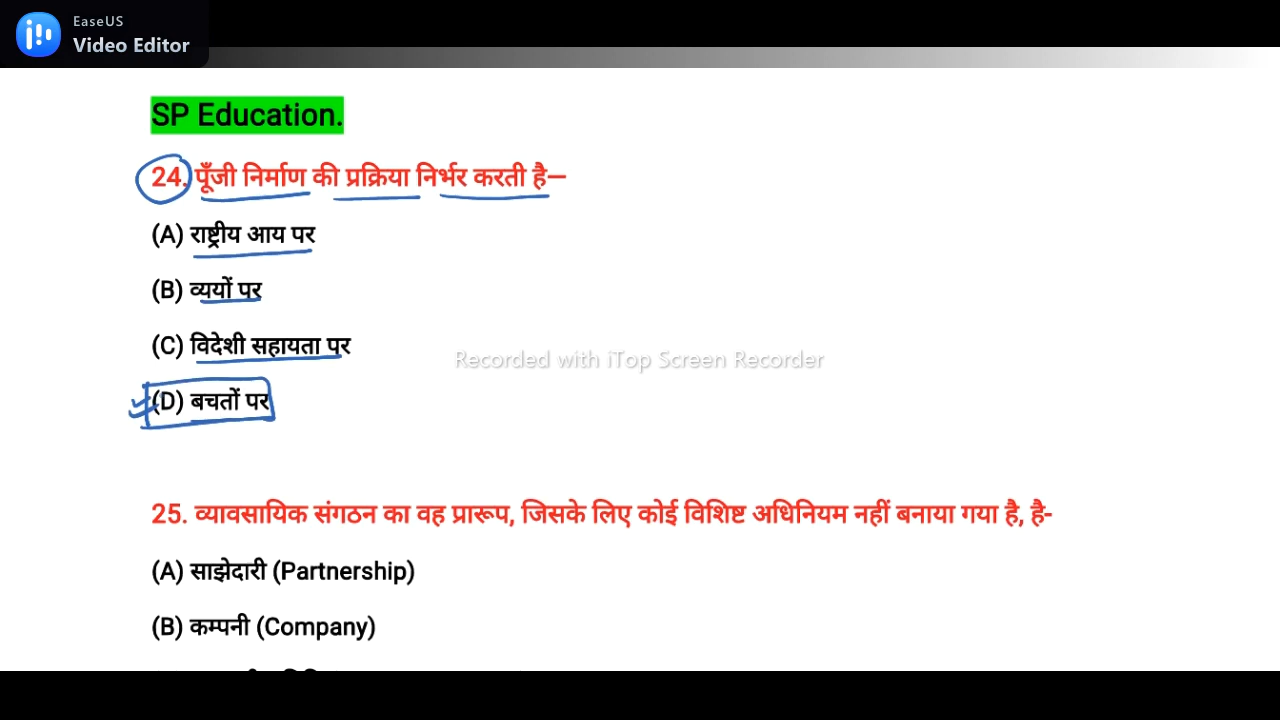 EaseUS
Video Editor
SP Education.
24. पूँजी निर्माण की प्रक्रिया निर्भर करती है—
(A) राष्ट्रीय आय पर
(B) व्ययों पर
(C) विदेशी सहायता पर
Recorded with iTop Screen Recorder
(D) बचतों पर
25. व्यावसायिक संगठन का वह प्रारूप, जिसके लिए कोई विशिष्ट अधिनियम नहीं बनाया गया है, है-
(A) साझेदारी (Partnership)
(B) कम्पनी (Company)